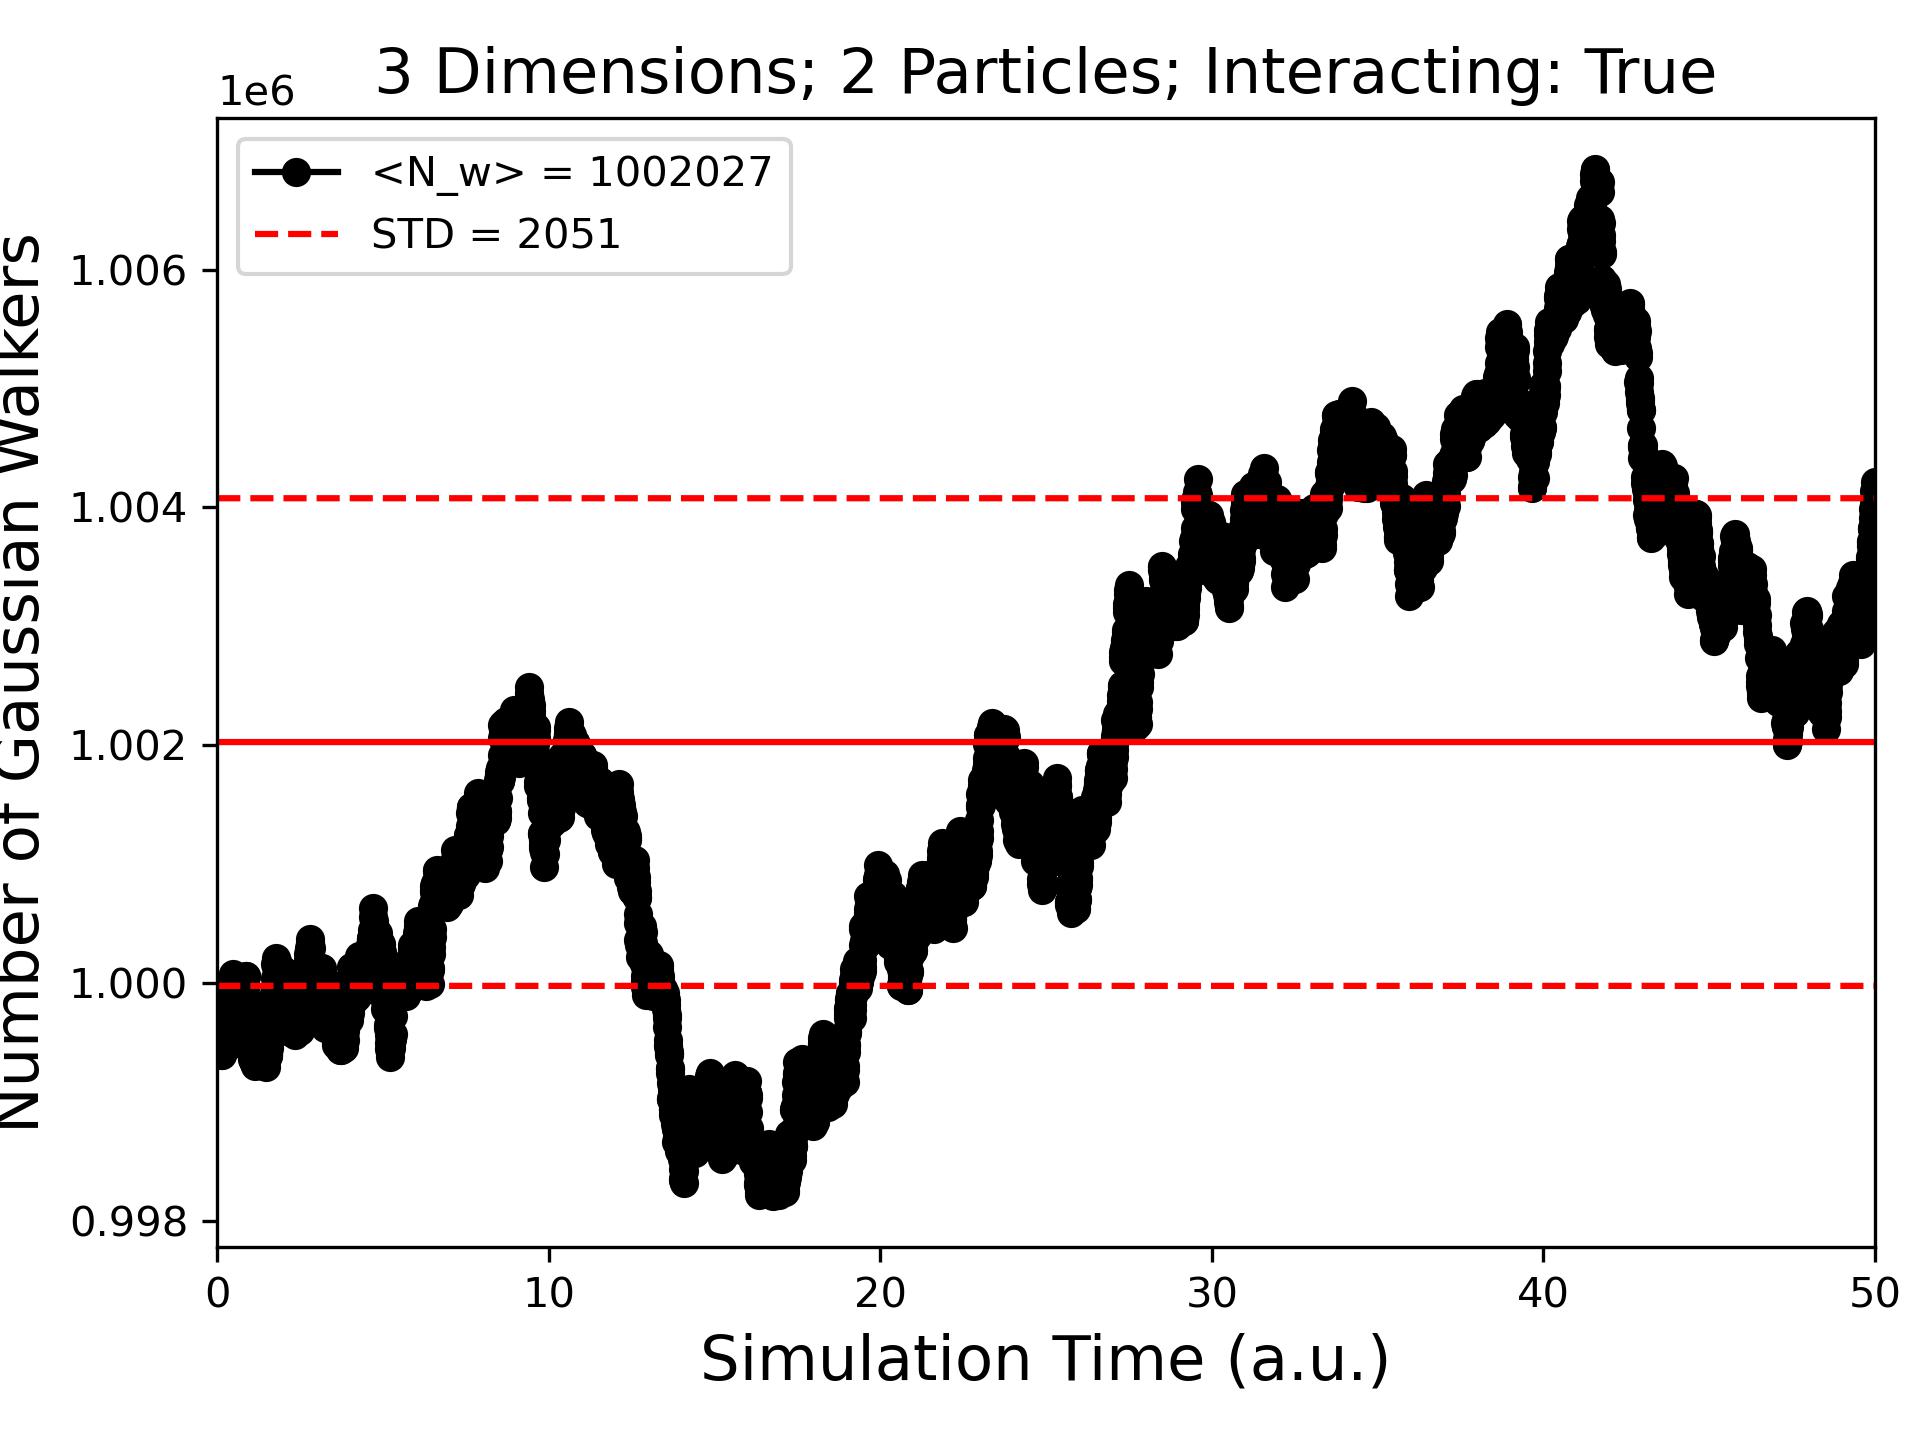 3 Dimensions; 2 Particles; Interacting: True
1e6
<N_w> = 1002027
STD = 2051
Number of Gaussian Walkers
1.006
1.004
1.002
1.000
0.998
0 10 20 30 40 50
Simulation Time (a.u.)